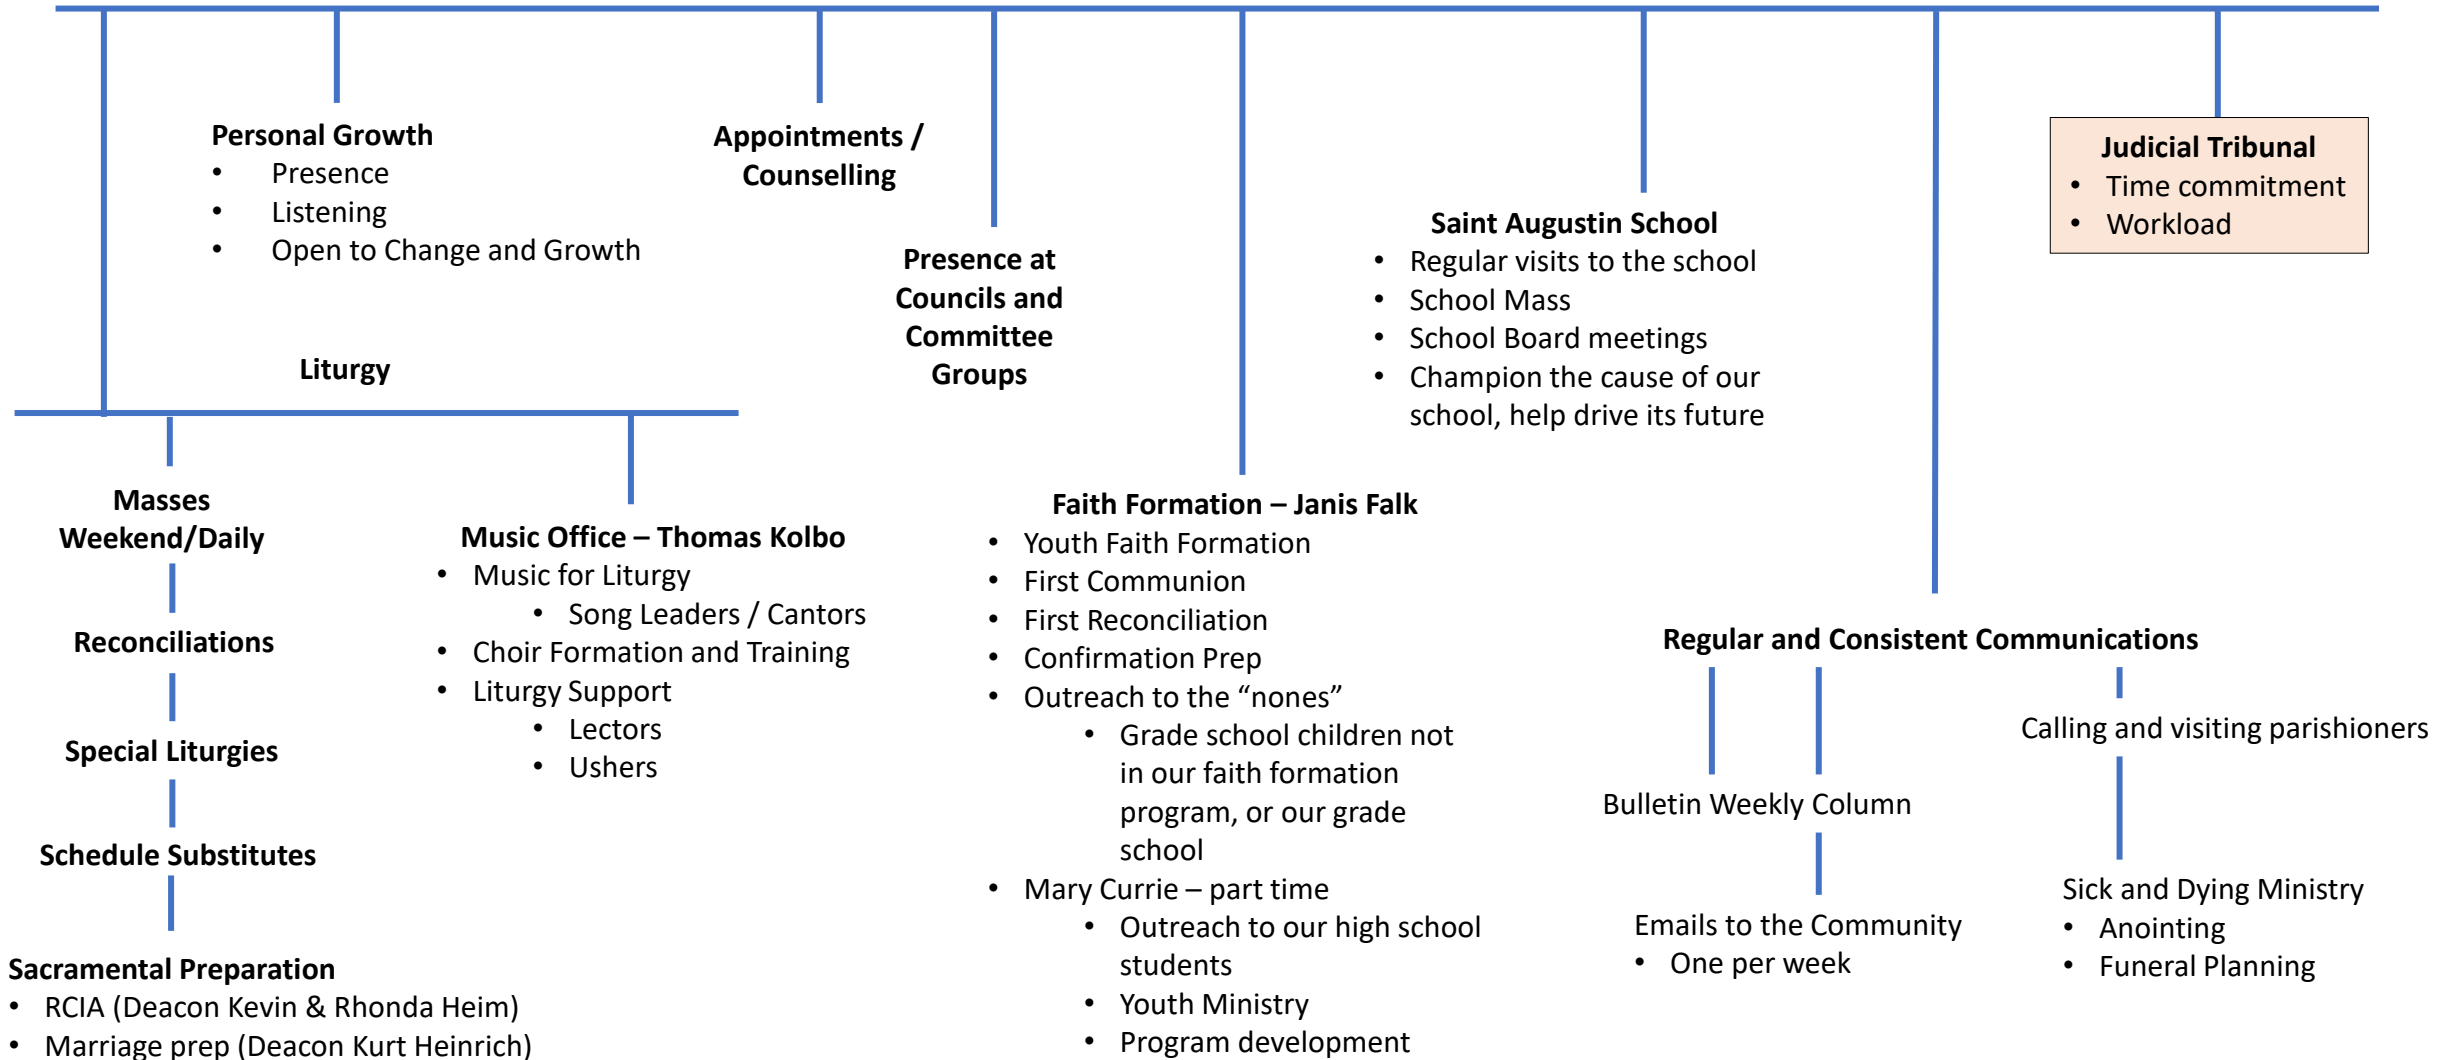 Personal Growth
• Presence
• Listening
• Open to Change and Growth
Appointments /
Counselling
Presence at
Councils and
Committee
Groups
Saint Augustin School
• Regular visits to the school
• School Mass
• School Board meetings
• Champion the cause of our
school, help drive its future
Judicial Tribunal
• Time commitment
• Workload
Liturgy
Masses
Weekend/Daily
Reconciliations
Special Liturgies
Schedule Substitutes
Sacramental Preparation
• RCIA (Deacon Kevin & Rhonda Heim)
• Marriage prep (Deacon Kurt Heinrich)
Music Office – Thomas Kolbo
• Music for Liturgy
• Song Leaders / Cantors
• Choir Formation and Training
• Liturgy Support
• Lectors
• Ushers
Faith Formation – Janis Falk
• Youth Faith Formation
• First Communion
• First Reconciliation
• Confirmation Prep
• Outreach to the “nones”
• Grade school children not
in our faith formation
program, or our grade
school
• Mary Currie – part time
• Outreach to our high school
students
• Youth Ministry
• Program development
Regular and Consistent Communications
Bulletin Weekly Column
Emails to the Community
• One per week
Calling and visiting parishioners
Sick and Dying Ministry
• Anointing
• Funeral Planning